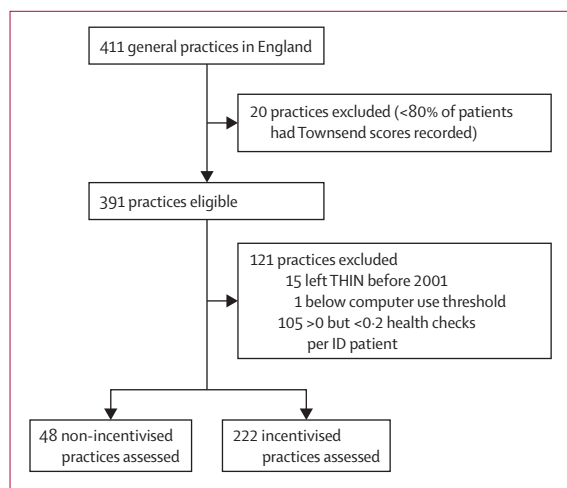 411 general practices in England
20 practices excluded (<80% of patients
had Townsend scores recorded)
391 practices eligible
121 practices excluded
15 left THIN before 2001
1 below computer use threshold
105 >0 but <0·2 health checks
per ID patient
48 non-incentivised
practices assessed
222 incentivised
practices assessed